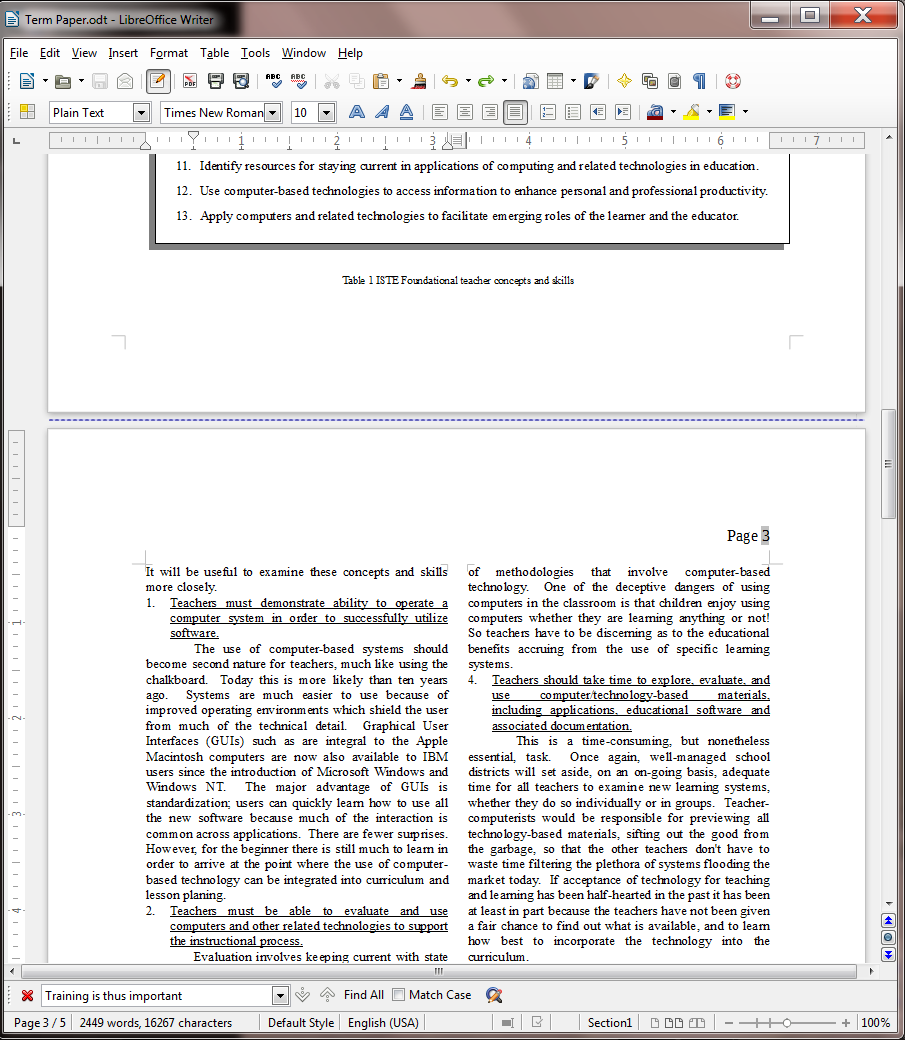 Term Paper.odt - LibreOffice Writer
File Edit View Insert Format Table Tools Window Help
PDF ABC ABC
Plain Text Times New Roman 10
1 1 2 3 4 5 6 7
11. Identify resources for staying current in applications of computing and related technologies in education.
12. Use computer-based technologies to access information to enhance personal and professional productivity.
13. Apply computers and related technologies to facilitate emerging roles of the learner and the educator.
Table 1 ISTE Foundational teacher concepts and skills
Page 3
It will be useful to examine these concepts and skills
more closely.
1. Teachers must demonstrate ability to operate a
computer system in order to successfully utilize
software.
The use of computer-based systems should
become second nature for teachers, much like using the
chalkboard. Today this is more likely than ten years
ago. Systems are much easier to use because of
improved operating environments which shield the user
from much of the technical detail. Graphical User
Interfaces (GUIs) such as are integral to the Apple
Macintosh computers are now also available to IBM
users since the introduction of Microsoft Windows and
Windows NT. The major advantage of GUIs is
standardization; users can quickly learn how to use all
the new software because much of the interaction is
common across applications. There are fewer surprises.
However, for the beginner there is still much to learn in
order to arrive at the point where the use of computer-
based technology can be integrated into curriculum and
lesson planing.
2. Teachers must be able to evaluate and use
computers and other related technologies to support
the instructional process.
Evaluation involves keeping current with state
of methodologies that involve computer-based
technology. One of the deceptive dangers of using
computers in the classroom is that children enjoy using
computers whether they are learning anything or not!
So teachers have to be discerning as to the educational
benefits accruing from the use of specific learning
systems.
4. Teachers should take time to explore, evaluate, and
use computer/technology-based materials,
including applications, educational software and
associated documentation.
This is a time-consuming, but nonetheless
essential, task. Once again, well-managed school
districts will set aside, on an on-going basis, adequate
time for all teachers to examine new learning systems,
whether they do so individually or in groups. Teacher-
computerists would be responsible for previewing all
technology-based materials, sifting out the good from
the garbage, so that the other teachers don't have to
waste time filtering the plethora of systems flooding the
market today. If acceptance of technology for teaching
and learning has been half-hearted in the past it has been
at least in part because the teachers have not been given
a fair chance to find out what is available, and to learn
how best to incorporate the technology into the
curriculum.
1
2
3
4
Training is thus important Find All Match Case
Page 3 / 5 2449 words, 16267 characters Default Style English (USA) Section1 100%